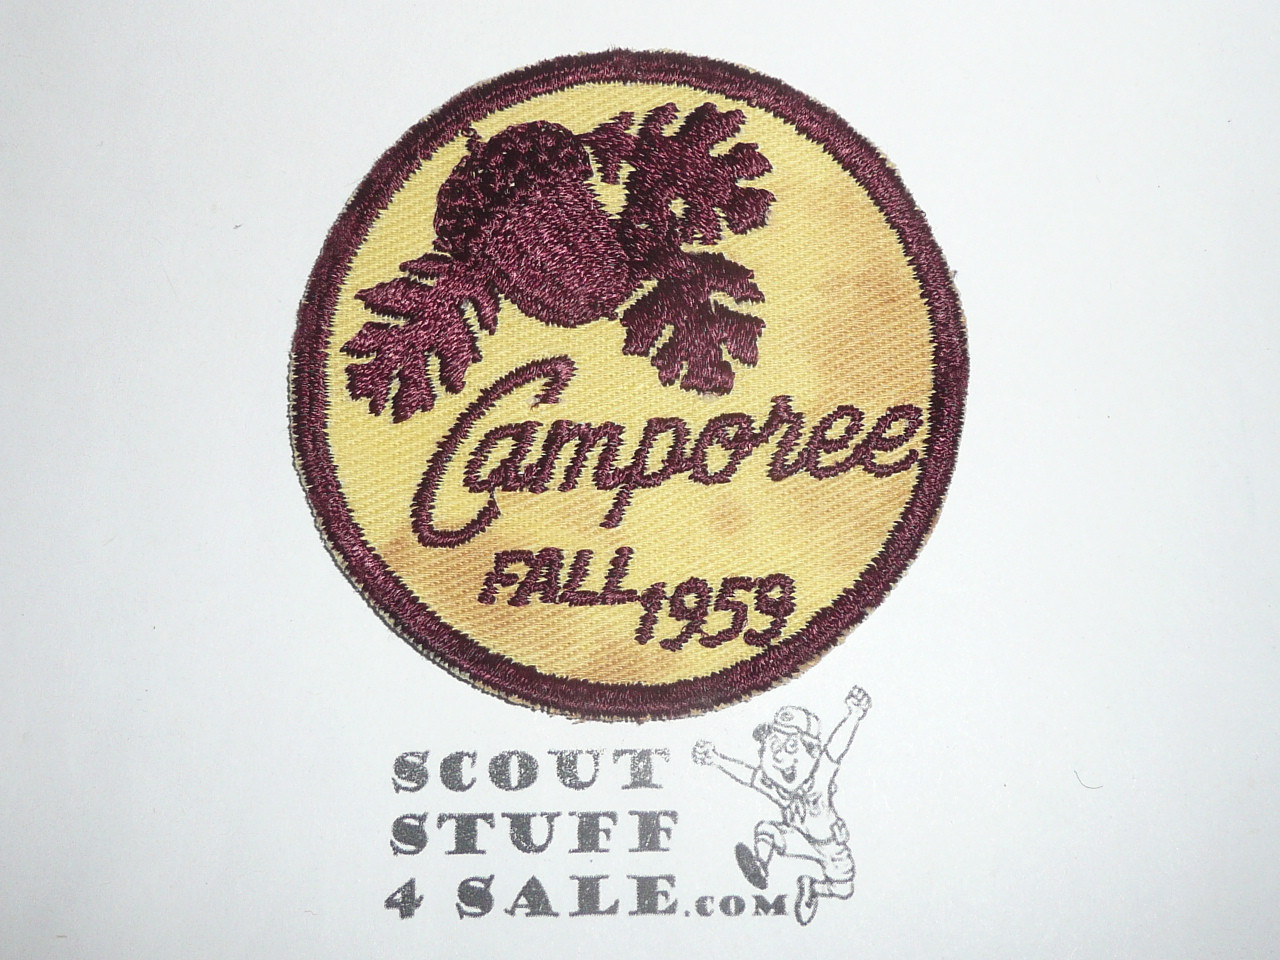 Camporee
FALL 1959
SCOUT
STUFF
4 SALE.COM